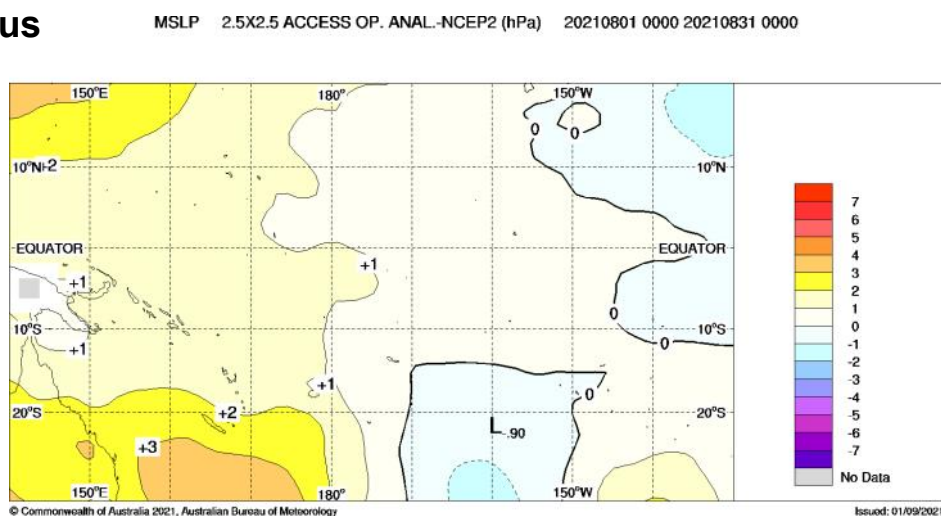 us
MSLP 2.5X2.5 ACCESS OP. ANAL.-NCEP2 (hPa) 20210801 0000 20210831 0000
150°E 180° 150°W
0 0
10°N +2 10°N
EQUATOR EQUATOR
+1
+1
0
10°S 10°S
+1 0
+1 0
20°S +2 20°S
L -.90
+3
150°E 180° 150°W
7
6
5
4
3
2
1
0
-1
-2
-3
-4
-5
-6
-7
No Data
© Commonwealth of Australia 2021, Australian Bureau of Meteorology Issued: 01/09/2021